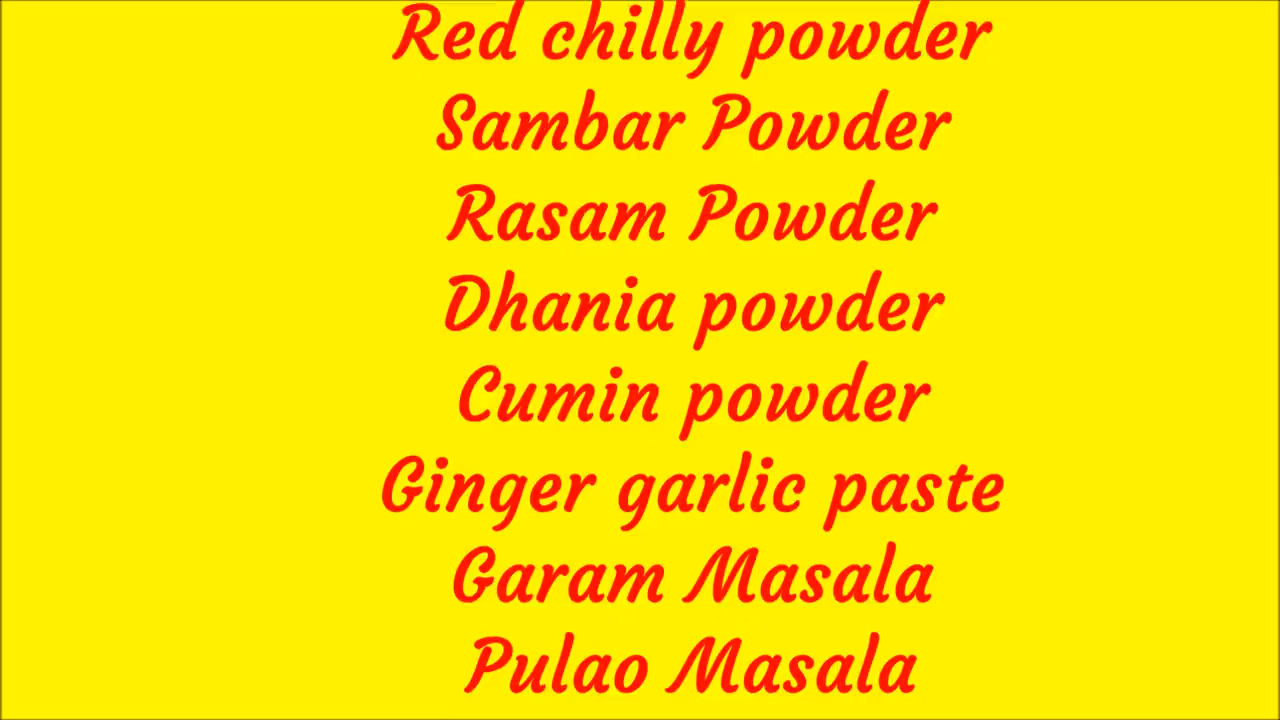 Red chilly powder
Sambar Powder
Rasam Powder
Dhania powder
Cumin powder
Ginger garlic paste
Garam Masala
Pulao Masala